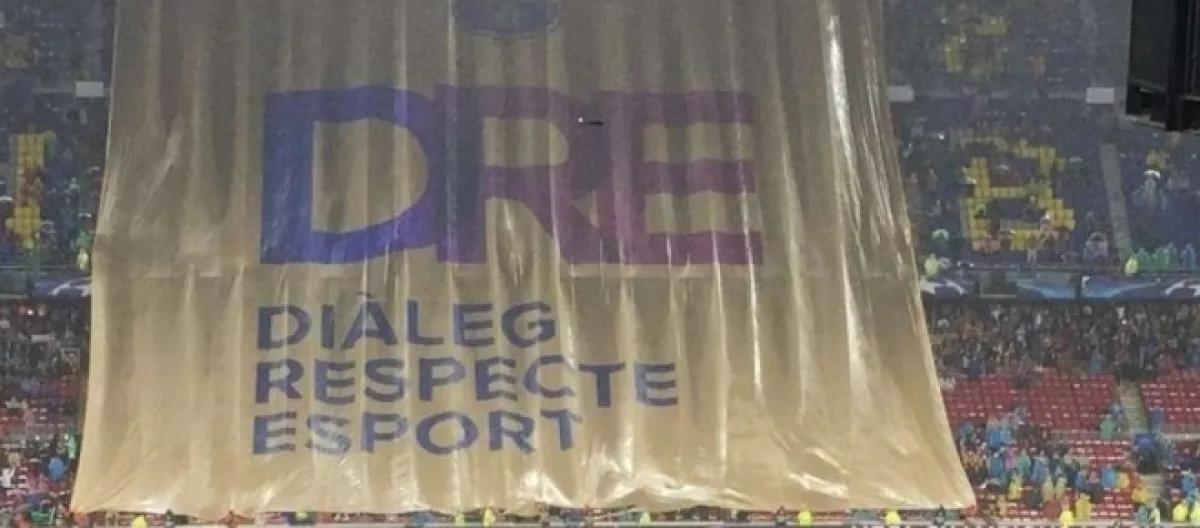 DRE
DIÀLEG
RESPECTE
ESPORT